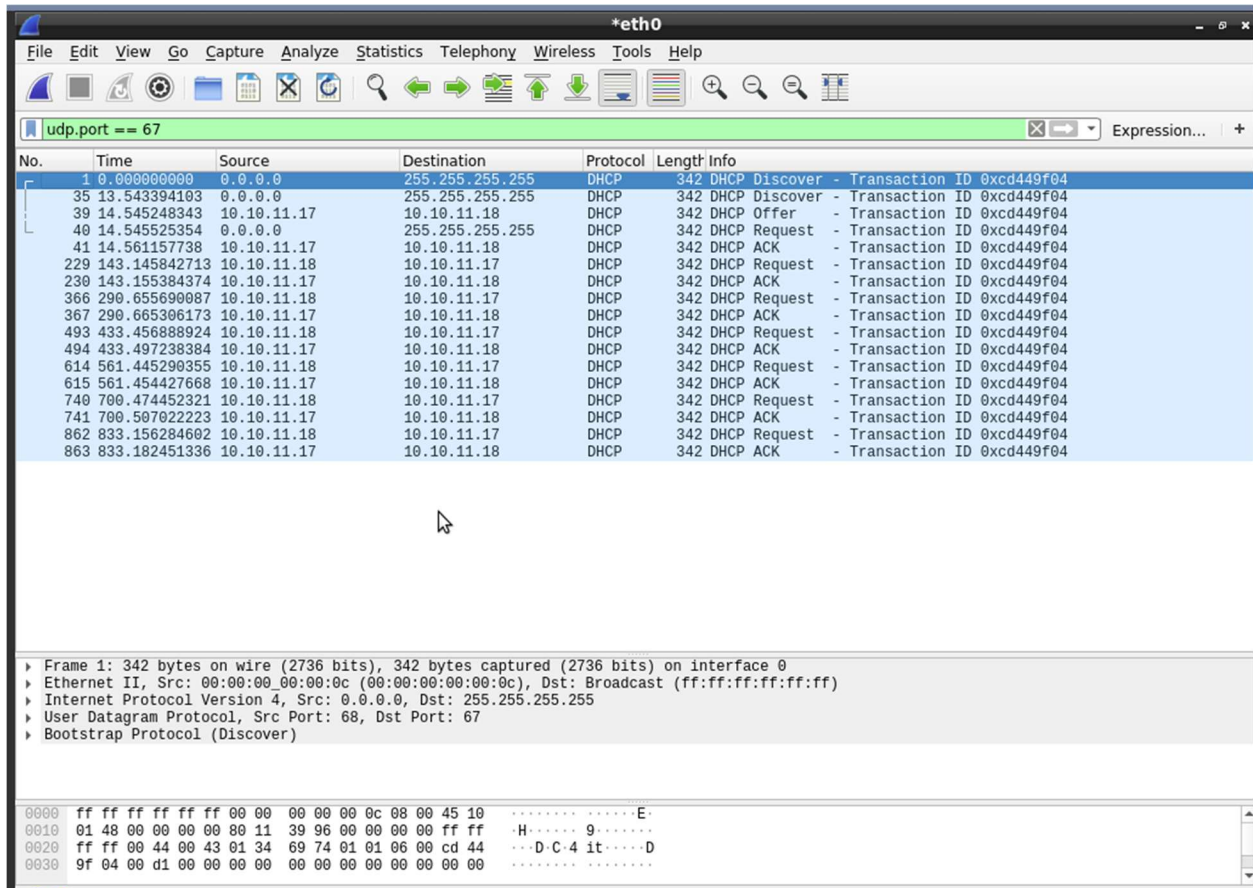 *eth0
File Edit View Go Capture Analyze Statistics Telephony Wireless Tools Help
udp.port == 67 Expression... +
No. Time Source Destination Protocol Length Info
1 0.000000000 0.0.0.0 255.255.255.255 DHCP 342 DHCP Discover - Transaction ID 0xcd449f04
35 13.543394103 0.0.0.0 255.255.255.255 DHCP 342 DHCP Discover - Transaction ID 0xcd449f04
39 14.545248343 10.10.11.17 10.10.11.18 DHCP 342 DHCP Offer - Transaction ID 0xcd449f04
40 14.545525354 0.0.0.0 255.255.255.255 DHCP 342 DHCP Request - Transaction ID 0xcd449f04
41 14.561157738 10.10.11.17 10.10.11.18 DHCP 342 DHCP ACK - Transaction ID 0xcd449f04
229 143.145842713 10.10.11.18 10.10.11.17 DHCP 342 DHCP Request - Transaction ID 0xcd449f04
230 143.155384374 10.10.11.17 10.10.11.18 DHCP 342 DHCP ACK - Transaction ID 0xcd449f04
366 290.655690087 10.10.11.18 10.10.11.17 DHCP 342 DHCP Request - Transaction ID 0xcd449f04
367 290.665306173 10.10.11.17 10.10.11.18 DHCP 342 DHCP ACK - Transaction ID 0xcd449f04
493 433.456888924 10.10.11.18 10.10.11.17 DHCP 342 DHCP Request - Transaction ID 0xcd449f04
494 433.497238384 10.10.11.17 10.10.11.18 DHCP 342 DHCP ACK - Transaction ID 0xcd449f04
614 561.445290355 10.10.11.18 10.10.11.17 DHCP 342 DHCP Request - Transaction ID 0xcd449f04
615 561.454427668 10.10.11.17 10.10.11.18 DHCP 342 DHCP ACK - Transaction ID 0xcd449f04
740 700.474452321 10.10.11.18 10.10.11.17 DHCP 342 DHCP Request - Transaction ID 0xcd449f04
741 700.507022223 10.10.11.17 10.10.11.18 DHCP 342 DHCP ACK - Transaction ID 0xcd449f04
862 833.156284602 10.10.11.18 10.10.11.17 DHCP 342 DHCP Request - Transaction ID 0xcd449f04
863 833.182451336 10.10.11.17 10.10.11.18 DHCP 342 DHCP ACK - Transaction ID 0xcd449f04
Frame 1: 342 bytes on wire (2736 bits), 342 bytes captured (2736 bits) on interface 0
Ethernet II, Src: 00:00:00_00:00:0c (00:00:00:00:00:0c), Dst: Broadcast (ff:ff:ff:ff:ff:ff)
Internet Protocol Version 4, Src: 0.0.0.0, Dst: 255.255.255.255
User Datagram Protocol, Src Port: 68, Dst Port: 67
Bootstrap Protocol (Discover)
0000 ff ff ff ff ff ff 00 00 00 00 00 0c 08 00 45 10 ········ ······E·
0010 01 48 00 00 00 00 80 11 39 96 00 00 00 00 ff ff ·H······ 9·······
0020 ff ff 00 44 00 43 01 34 69 74 01 01 06 00 cd 44 ···D·C·4 it·····D
0030 9f 04 00 d1 00 00 00 00 00 00 00 00 00 00 00 00 ········ ········